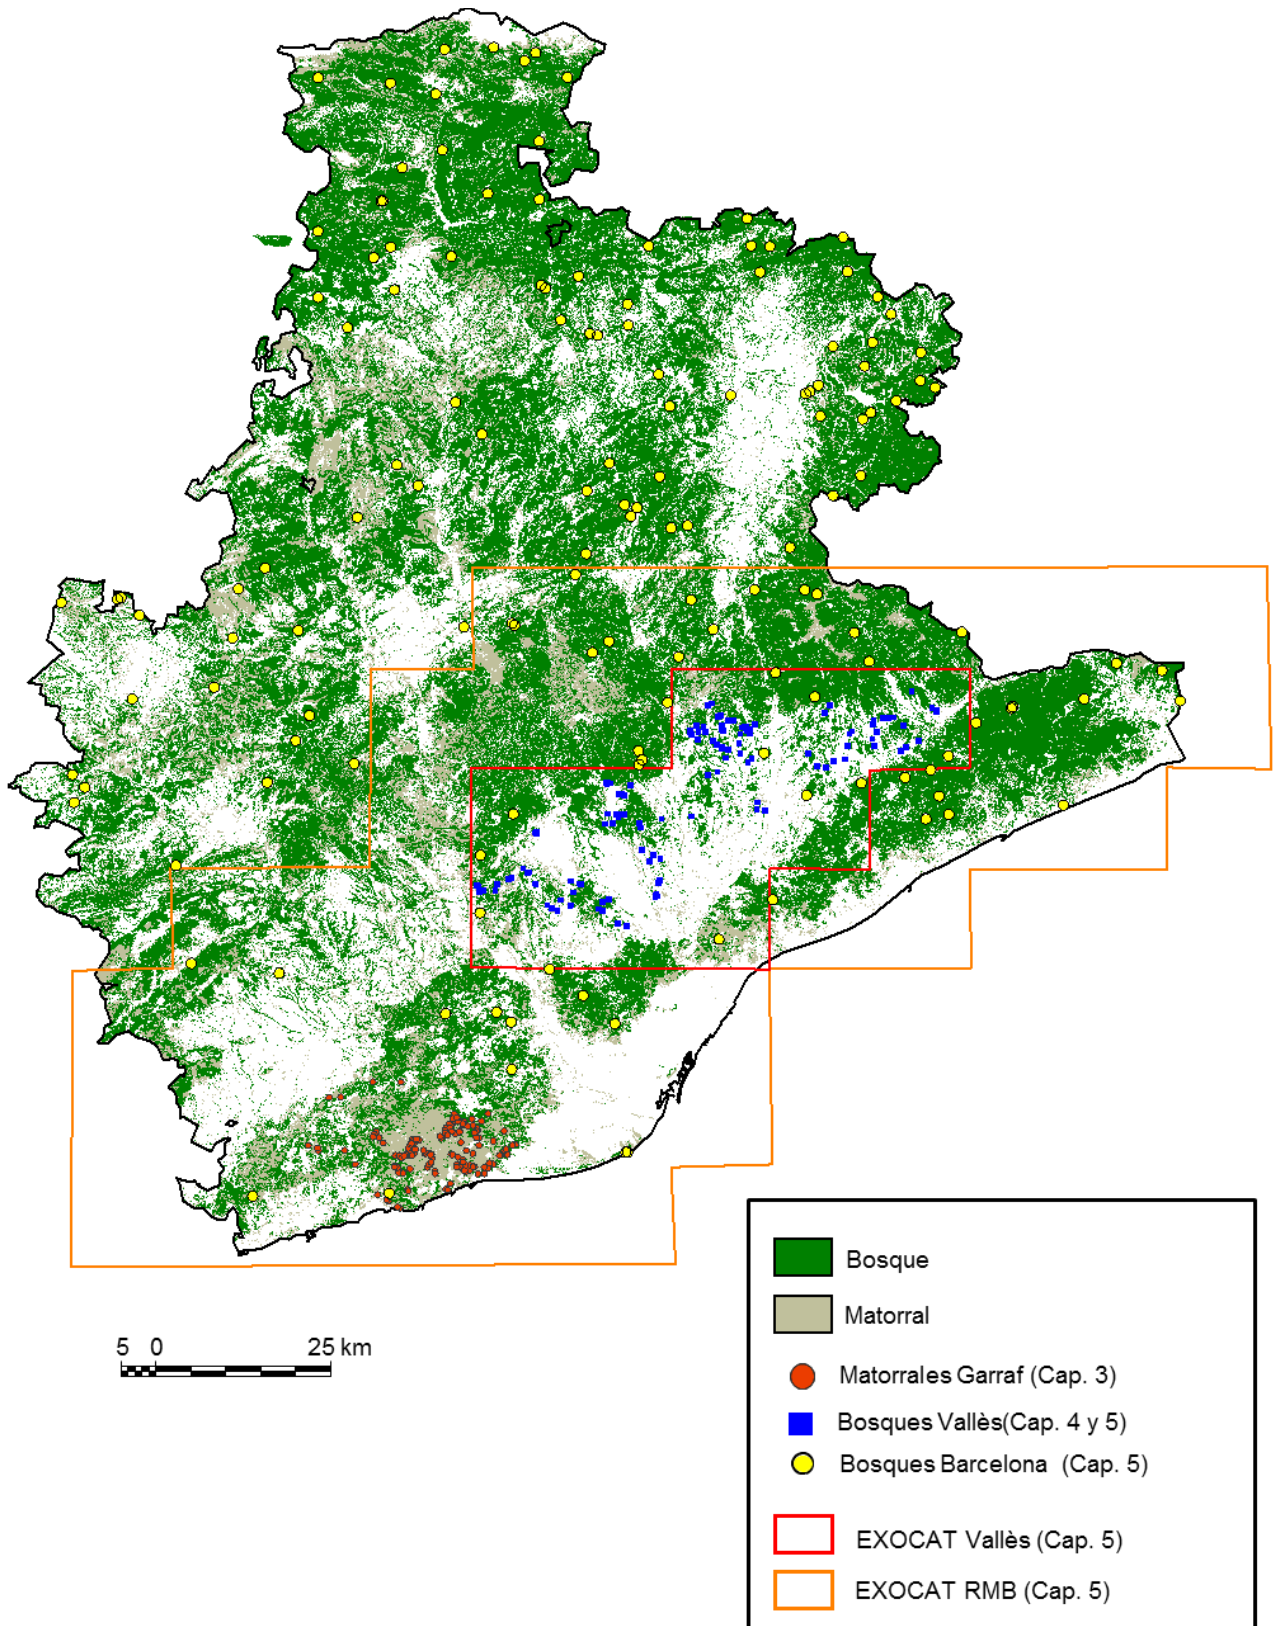 5 0 25 km
Bosque
Matorral
Matorrales Garraf (Cap. 3)
Bosques Vallès(Cap. 4 y 5)
Bosques Barcelona (Cap. 5)
EXOCAT Vallès (Cap. 5)
EXOCAT RMB (Cap. 5)